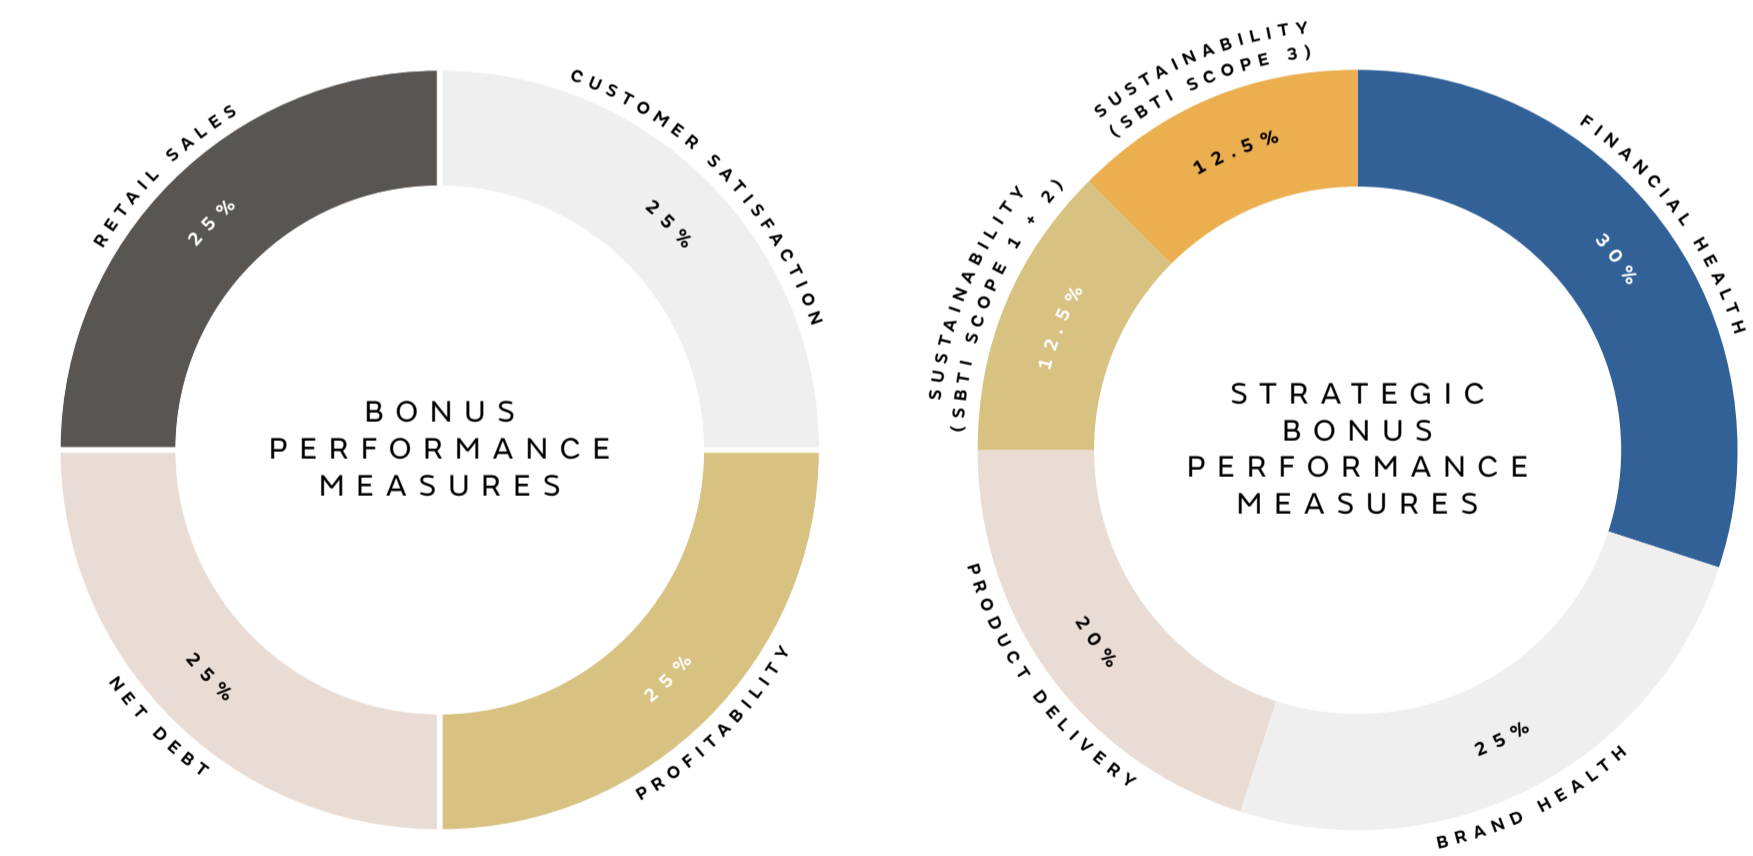 BONUS
PERFORMANCE
MEASURES
CUSTOMER SATISFACTION
25%
PROFITABILITY
25%
NET DEBT
25%
RETAIL SALES
25%
STRATEGIC
BONUS
PERFORMANCE
MEASURES
FINANCIAL HEALTH
30%
BRAND HEALTH
25%
PRODUCT DELIVERY
20%
SUSTAINABILITY
(SBTI SCOPE 1 + 2)
12.5%
SUSTAINABILITY
(SBTI SCOPE 3)
12.5%